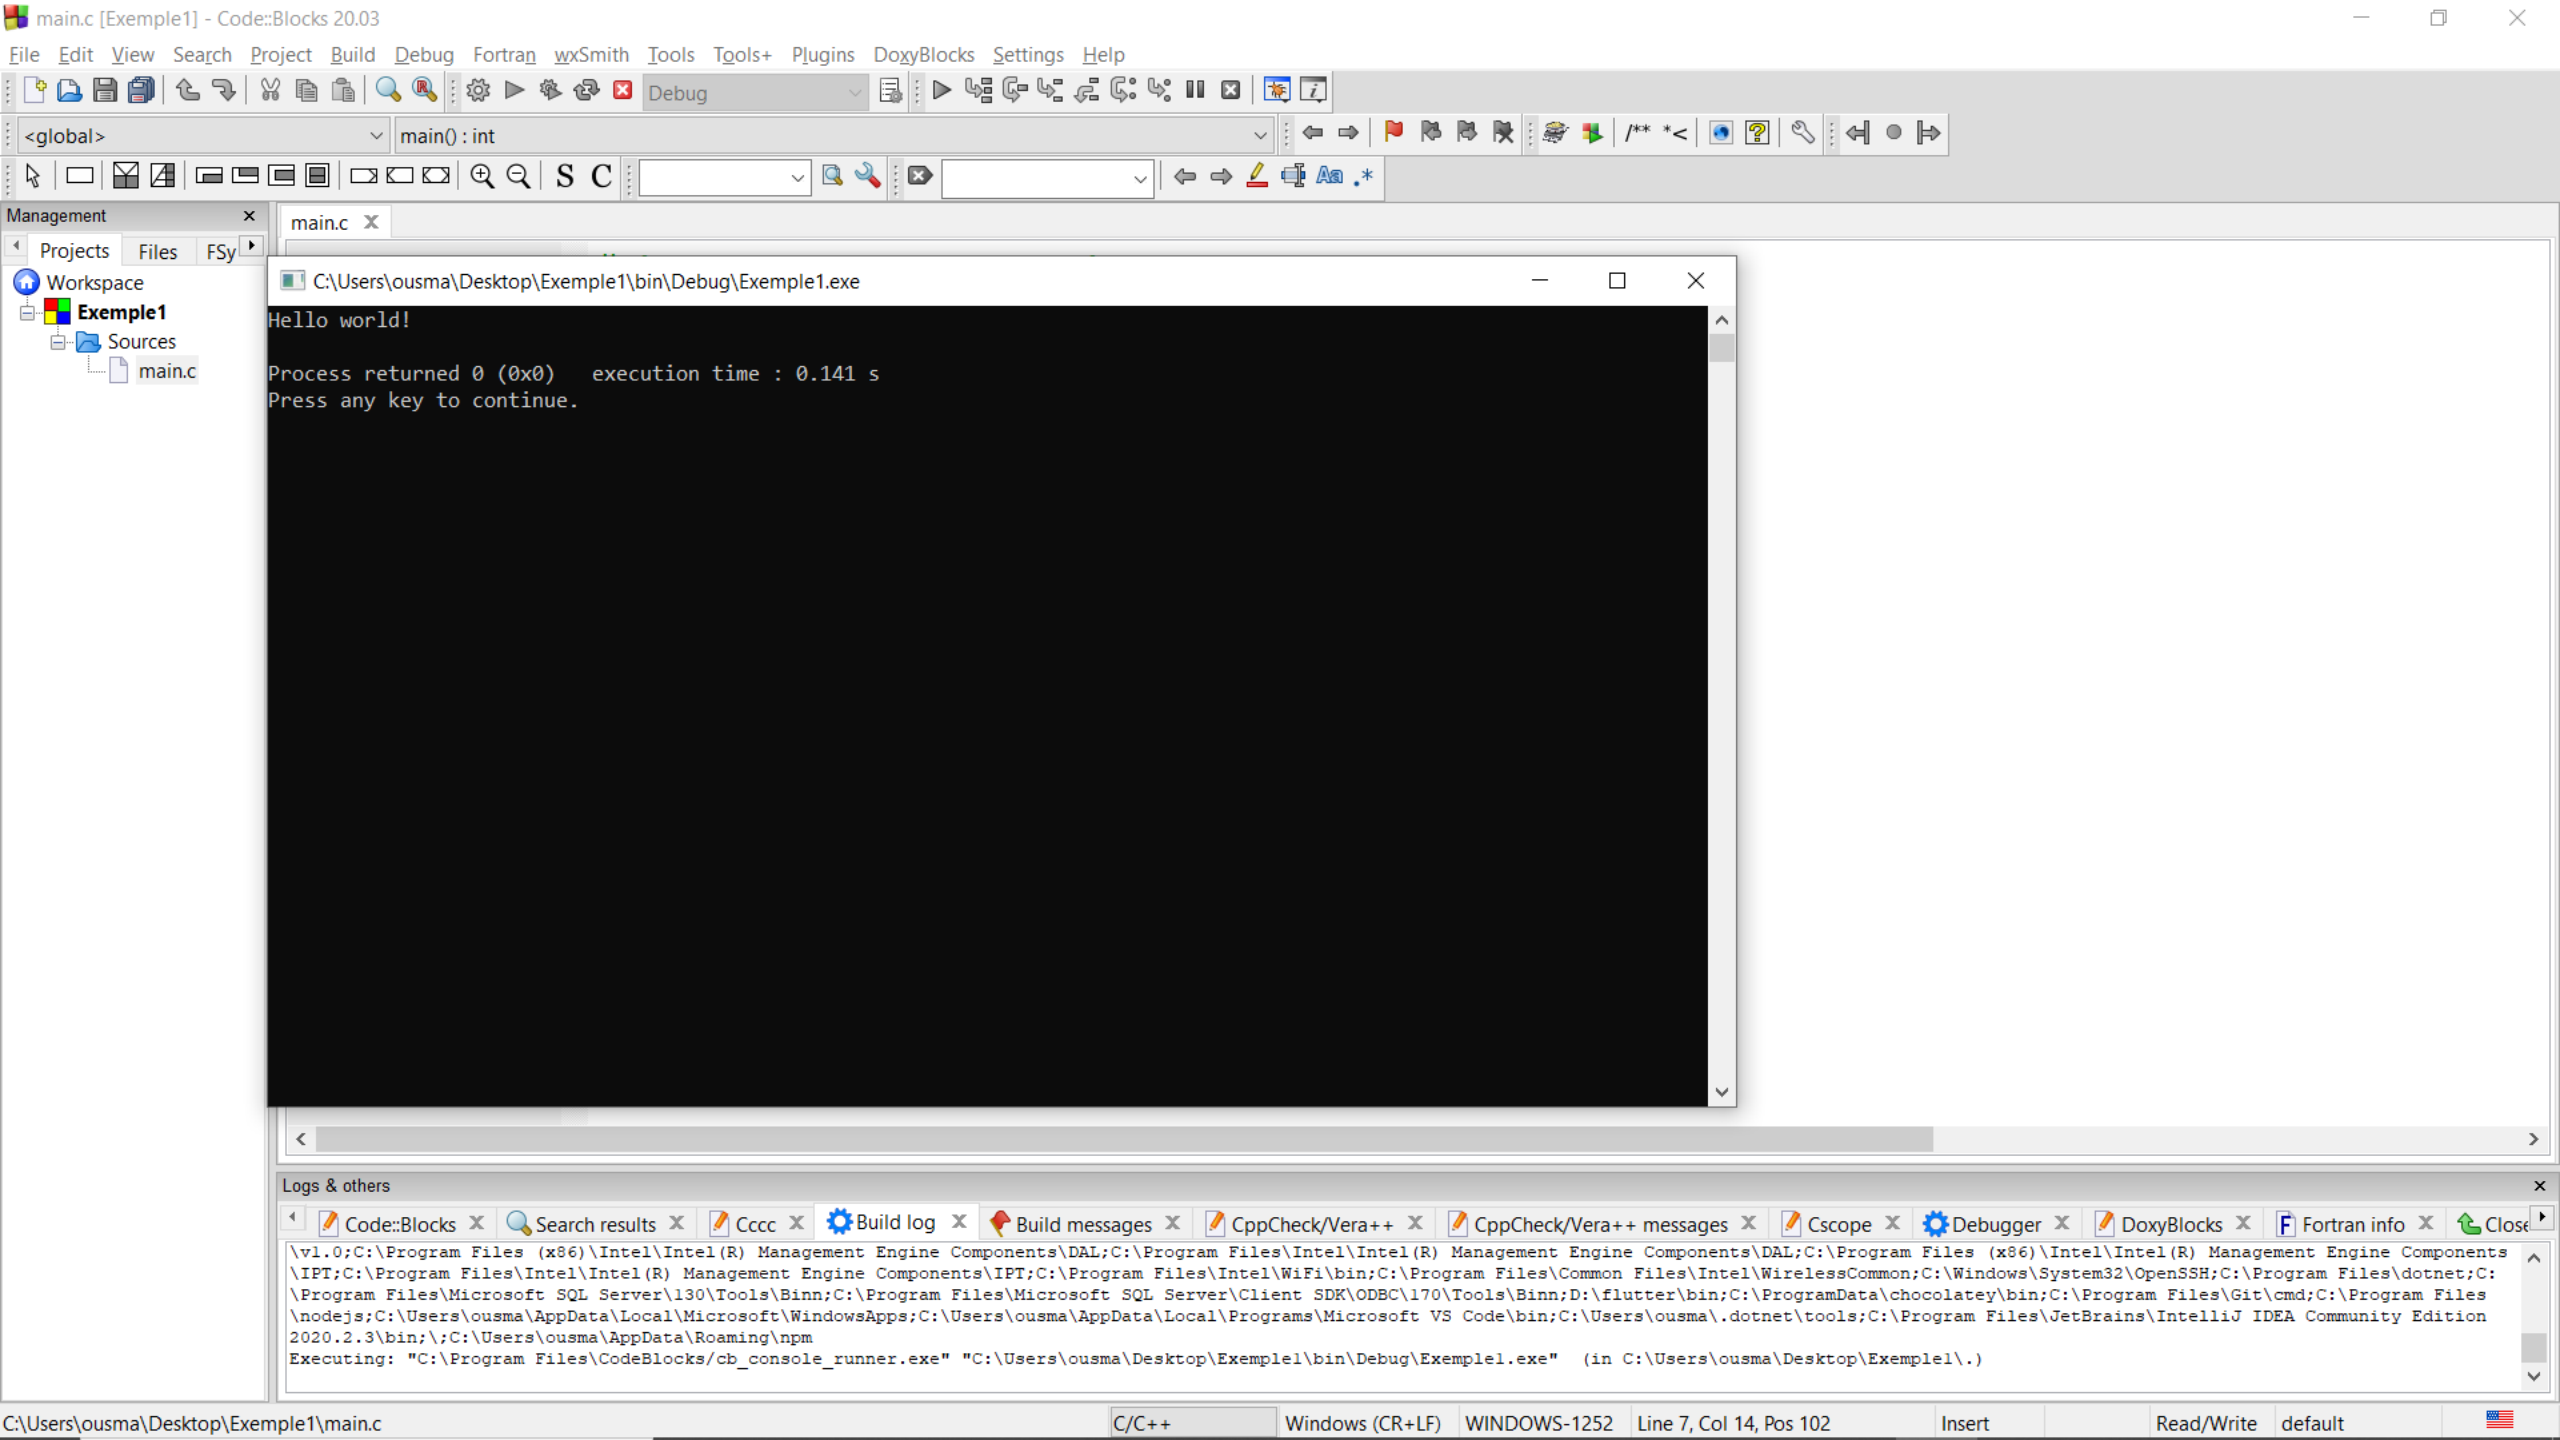 main.c [Exemple1] - Code::Blocks 20.03
File Edit View Search Project Build Debug Fortran wxSmith Tools Tools+ Plugins DoxyBlocks Settings Help
Debug
<global> main() : int /** *<
S C Aa .*
Management
Projects Files FSy
main.c
Workspace
Exemple1
Sources
main.c
C:\Users\ousma\Desktop\Exemple1\bin\Debug\Exemple1.exe
Hello world!
Process returned 0 (0x0) execution time : 0.141 s
Press any key to continue.
Logs & others
Code::Blocks Search results Cccc Build log Build messages CppCheck/Vera++ CppCheck/Vera++ messages Cscope Debugger DoxyBlocks Fortran info Close
\v1.0;C:\Program Files (x86)\Intel\Intel(R) Management Engine Components\DAL;C:\Program Files\Intel\Intel(R) Management Engine Components\DAL;C:\Program Files (x86)\Intel\Intel(R) Management Engine Components
\IPT;C:\Program Files\Intel\Intel(R) Management Engine Components\IPT;C:\Program Files\Intel\WiFi\bin;C:\Program Files\Common Files\Intel\WirelessCommon;C:\Windows\System32\OpenSSH;C:\Program Files\dotnet;C:
\Program Files\Microsoft SQL Server\130\Tools\Binn;C:\Program Files\Microsoft SQL Server\Client SDK\ODBC\170\Tools\Binn;D:\flutter\bin;C:\ProgramData\chocolatey\bin;C:\Program Files\Git\cmd;C:\Program Files
\nodejs;C:\Users\ousma\AppData\Local\Microsoft\WindowsApps;C:\Users\ousma\AppData\Local\Programs\Microsoft VS Code\bin;C:\Users\ousma\.dotnet\tools;C:\Program Files\JetBrains\IntelliJ IDEA Community Edition
2020.2.3\bin;\;C:\Users\ousma\AppData\Roaming\npm
Executing: "C:\Program Files\CodeBlocks/cb_console_runner.exe" "C:\Users\ousma\Desktop\Exemple1\bin\Debug\Exemple1.exe" (in C:\Users\ousma\Desktop\Exemple1\.)
C:\Users\ousma\Desktop\Exemple1\main.c C/C++ Windows (CR+LF) WINDOWS-1252 Line 7, Col 14, Pos 102 Insert Read/Write default